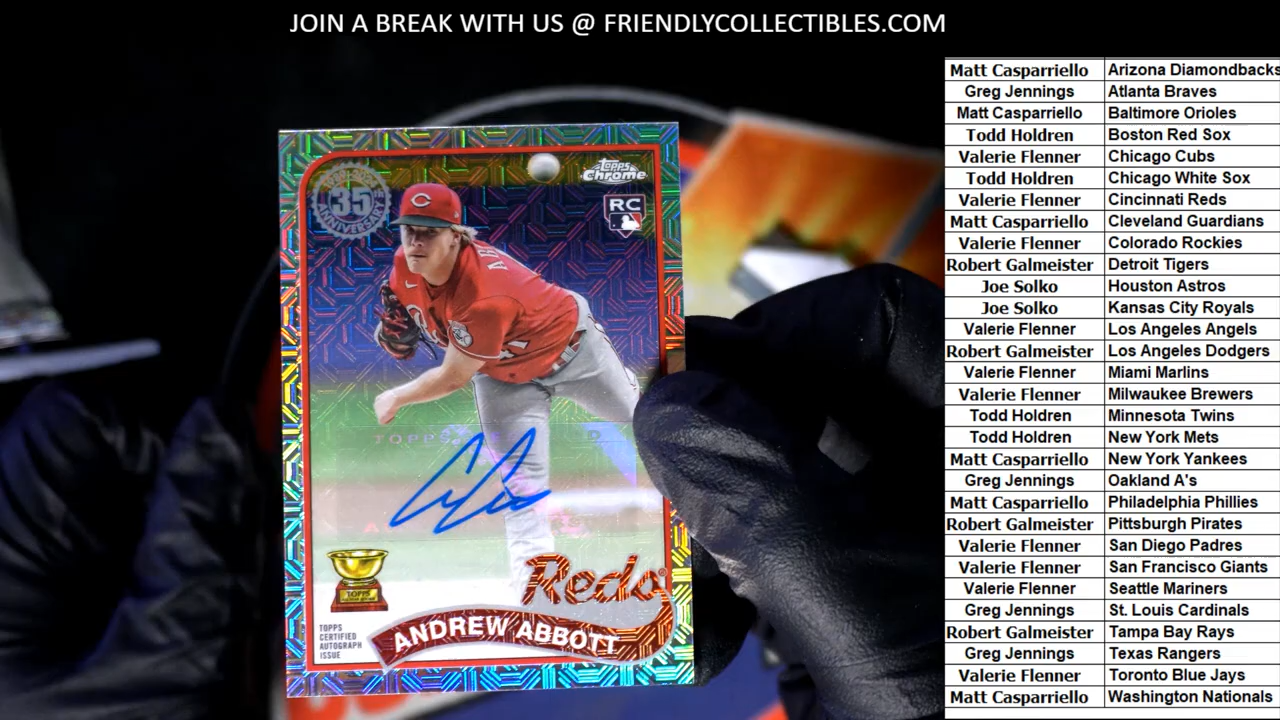 JOIN A BREAK WITH US @ FRIENDLYCOLLECTIBLES.COM
Topps
Chrome
35TH
ANNIVERSARY
RC
C
TOPPS
Reds
ANDREW ABBOTT
TOPPS
TOPPS
CERTIFIED
AUTOGRAPH
ISSUE
Matt Casparriello Arizona Diamondbacks
Greg Jennings Atlanta Braves
Matt Casparriello Baltimore Orioles
Todd Holdren Boston Red Sox
Valerie Flenner Chicago Cubs
Todd Holdren Chicago White Sox
Valerie Flenner Cincinnati Reds
Matt Casparriello Cleveland Guardians
Valerie Flenner Colorado Rockies
Robert Galmeister Detroit Tigers
Joe Solko Houston Astros
Joe Solko Kansas City Royals
Valerie Flenner Los Angeles Angels
Robert Galmeister Los Angeles Dodgers
Valerie Flenner Miami Marlins
Valerie Flenner Milwaukee Brewers
Todd Holdren Minnesota Twins
Todd Holdren New York Mets
Matt Casparriello New York Yankees
Greg Jennings Oakland A's
Matt Casparriello Philadelphia Phillies
Robert Galmeister Pittsburgh Pirates
Valerie Flenner San Diego Padres
Valerie Flenner San Francisco Giants
Valerie Flenner Seattle Mariners
Greg Jennings St. Louis Cardinals
Robert Galmeister Tampa Bay Rays
Greg Jennings Texas Rangers
Valerie Flenner Toronto Blue Jays
Matt Casparriello Washington Nationals